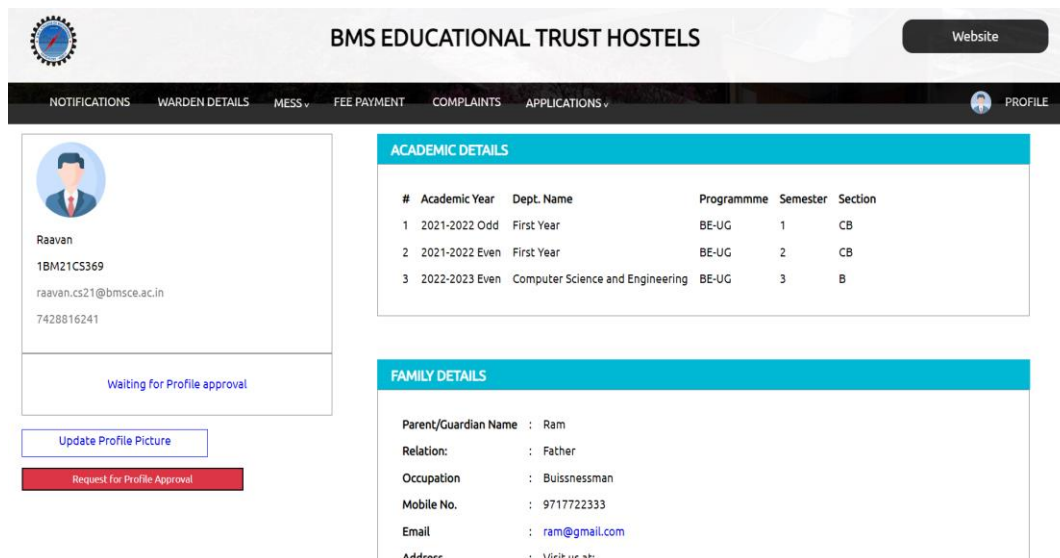 BMS EDUCATIONAL TRUST HOSTELS
Website
NOTIFICATIONS WARDEN DETAILS MESS FEE PAYMENT COMPLAINTS APPLICATIONS PROFILE
Raavan
1BM21CS369
raavan.cs21@bmsce.ac.in
7428816241
Waiting for Profile approval
Update Profile Picture
Request for Profile Approval
ACADEMIC DETAILS
# Academic Year Dept. Name Programmme Semester Section
1 2021-2022 Odd First Year BE-UG 1 CB
2 2021-2022 Even First Year BE-UG 2 CB
3 2022-2023 Even Computer Science and Engineering BE-UG 3 B
FAMILY DETAILS
Parent/Guardian Name : Ram
Relation: : Father
Occupation : Buissnessman
Mobile No. : 9717722333
Email : ram@gmail.com
Address : Visit us at: